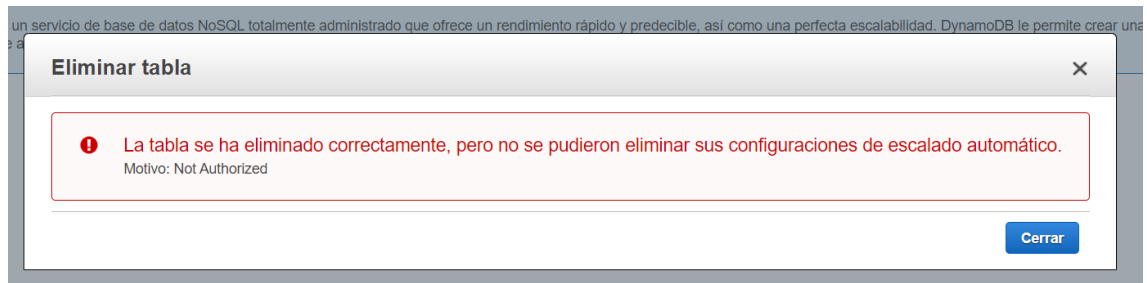 un servicio de base de datos NoSQL totalmente administrado que ofrece un rendimiento rápido y predecible, así como una perfecta escalabilidad. DynamoDB le permite crear una
Eliminar tabla
La tabla se ha eliminado correctamente, pero no se pudieron eliminar sus configuraciones de escalado automático.
Motivo: Not Authorized
Cerrar